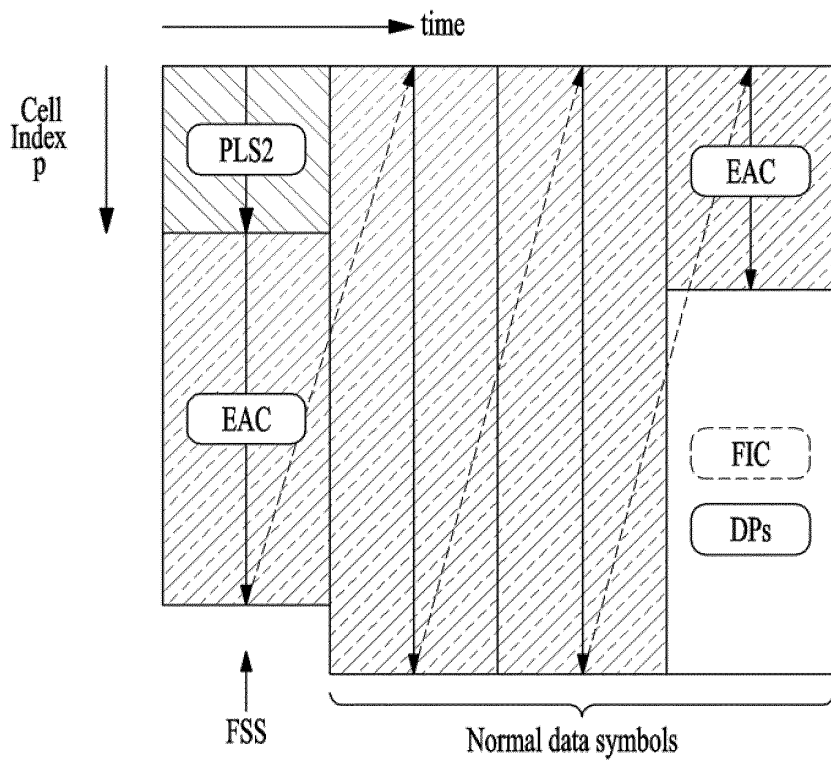 time
Cell
Index
p
PLS2
EAC
EAC
FIC
DPs
FSS
Normal data symbols